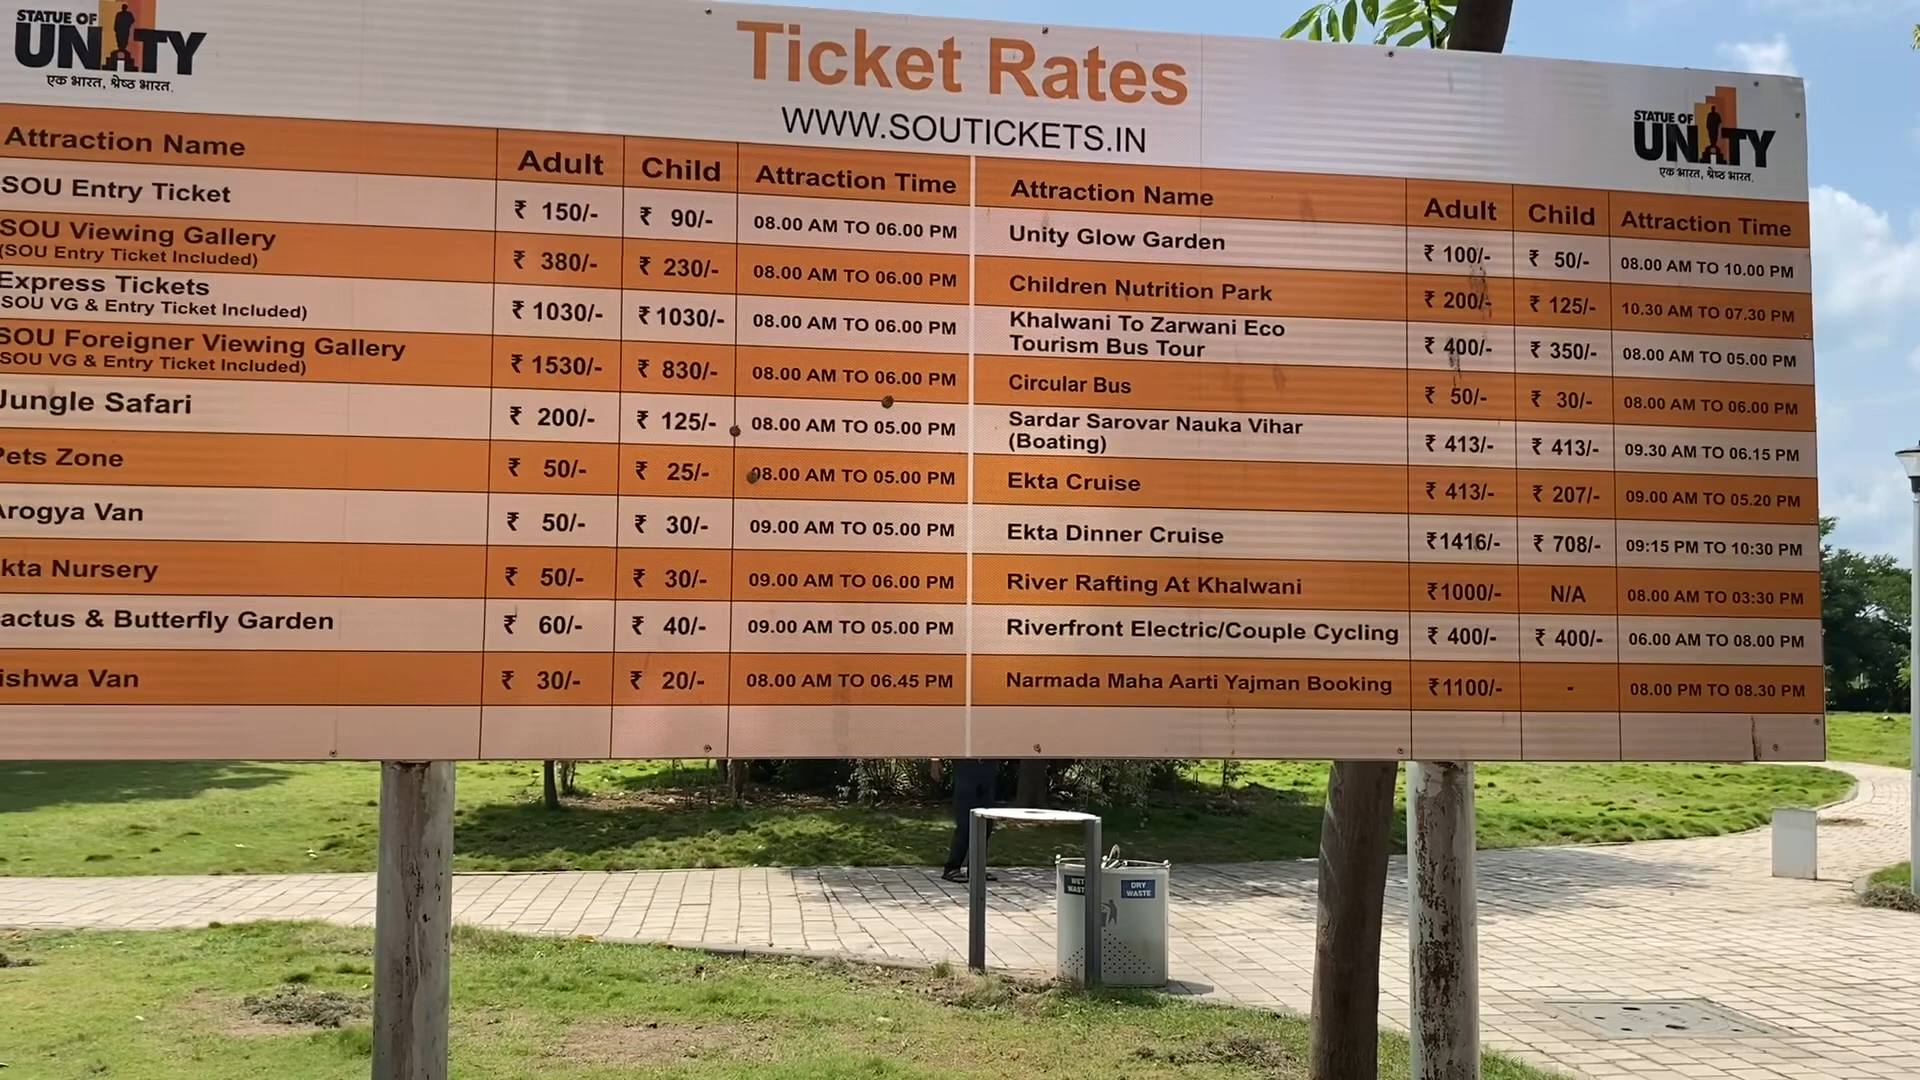 STATUE OF
UNITY
एक भारत, श्रेष्ठ भारत.
Ticket Rates
WWW.SOUTICKETS.IN
STATUE OF
UNITY
एक भारत, श्रेष्ठ भारत.
Attraction Name Adult Child Attraction Time
SOU Entry Ticket ₹ 150/- ₹ 90/- 08.00 AM TO 06.00 PM
SOU Viewing Gallery ₹ 380/- ₹ 230/- 08.00 AM TO 06.00 PM
(SOU Entry Ticket Included)
Express Tickets ₹ 1030/- ₹ 1030/- 08.00 AM TO 06.00 PM
SOU VG & Entry Ticket Included)
SOU Foreigner Viewing Gallery ₹ 1530/- ₹ 830/- 08.00 AM TO 06.00 PM
SOU VG & Entry Ticket Included)
Jungle Safari ₹ 200/- ₹ 125/- 08.00 AM TO 05.00 PM
Pets Zone ₹ 50/- ₹ 25/- 08.00 AM TO 05.00 PM
Arogya Van ₹ 50/- ₹ 30/- 09.00 AM TO 05.00 PM
kta Nursery ₹ 50/- ₹ 30/- 09.00 AM TO 06.00 PM
actus & Butterfly Garden ₹ 60/- ₹ 40/- 09.00 AM TO 05.00 PM
ishwa Van ₹ 30/- ₹ 20/- 08.00 AM TO 06.45 PM
Attraction Name Adult Child Attraction Time
Unity Glow Garden ₹ 100/- ₹ 50/- 08.00 AM TO 10.00 PM
Children Nutrition Park ₹ 200/- ₹ 125/- 10.30 AM TO 07.30 PM
Khalwani To Zarwani Eco
Tourism Bus Tour ₹ 400/- ₹ 350/- 08.00 AM TO 05.00 PM
Circular Bus ₹ 50/- ₹ 30/- 08.00 AM TO 06.00 PM
Sardar Sarovar Nauka Vihar
(Boating) ₹ 413/- ₹ 413/- 09.30 AM TO 06.15 PM
Ekta Cruise ₹ 413/- ₹ 207/- 09.00 AM TO 05.20 PM
Ekta Dinner Cruise ₹1416/- ₹ 708/- 09:15 PM TO 10:30 PM
River Rafting At Khalwani ₹1000/- N/A 08.00 AM TO 03:30 PM
Riverfront Electric/Couple Cycling ₹ 400/- ₹ 400/- 06.00 AM TO 08.00 PM
Narmada Maha Aarti Yajman Booking ₹1100/- - 08.00 PM TO 08.30 PM
WET
WAST
DRY
WASTE